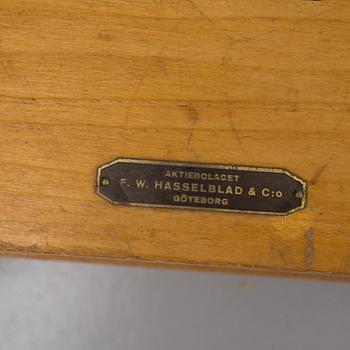 AKTIEBOLAGET
F. W. HASSELBLAD & C:o
GÖTEBORG